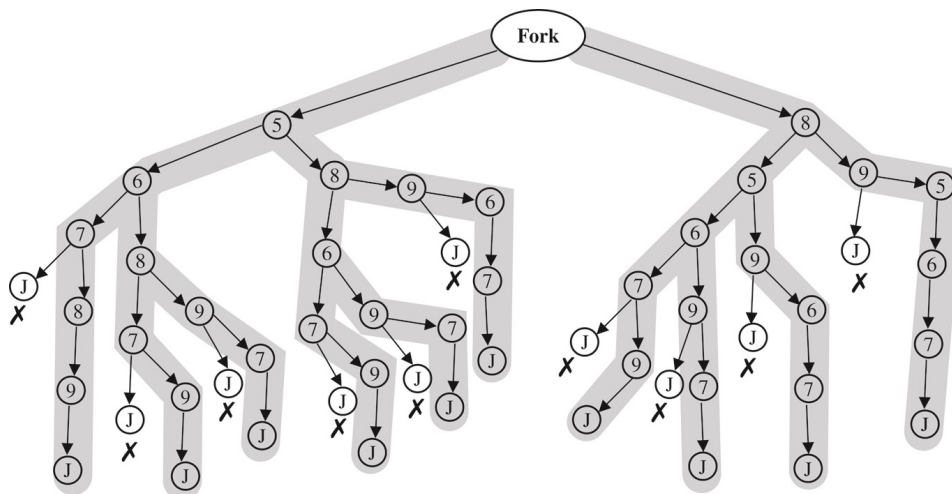 Fork
5 8
6 8 9 6 5 9 5
7 6
8 6 J 9 J 6
J 7 7
8 9 9 9 6
7 7 7 J J 7
7 J 9
9 J 9 J J 7 7
9 J J
J J J J
J
J J J J